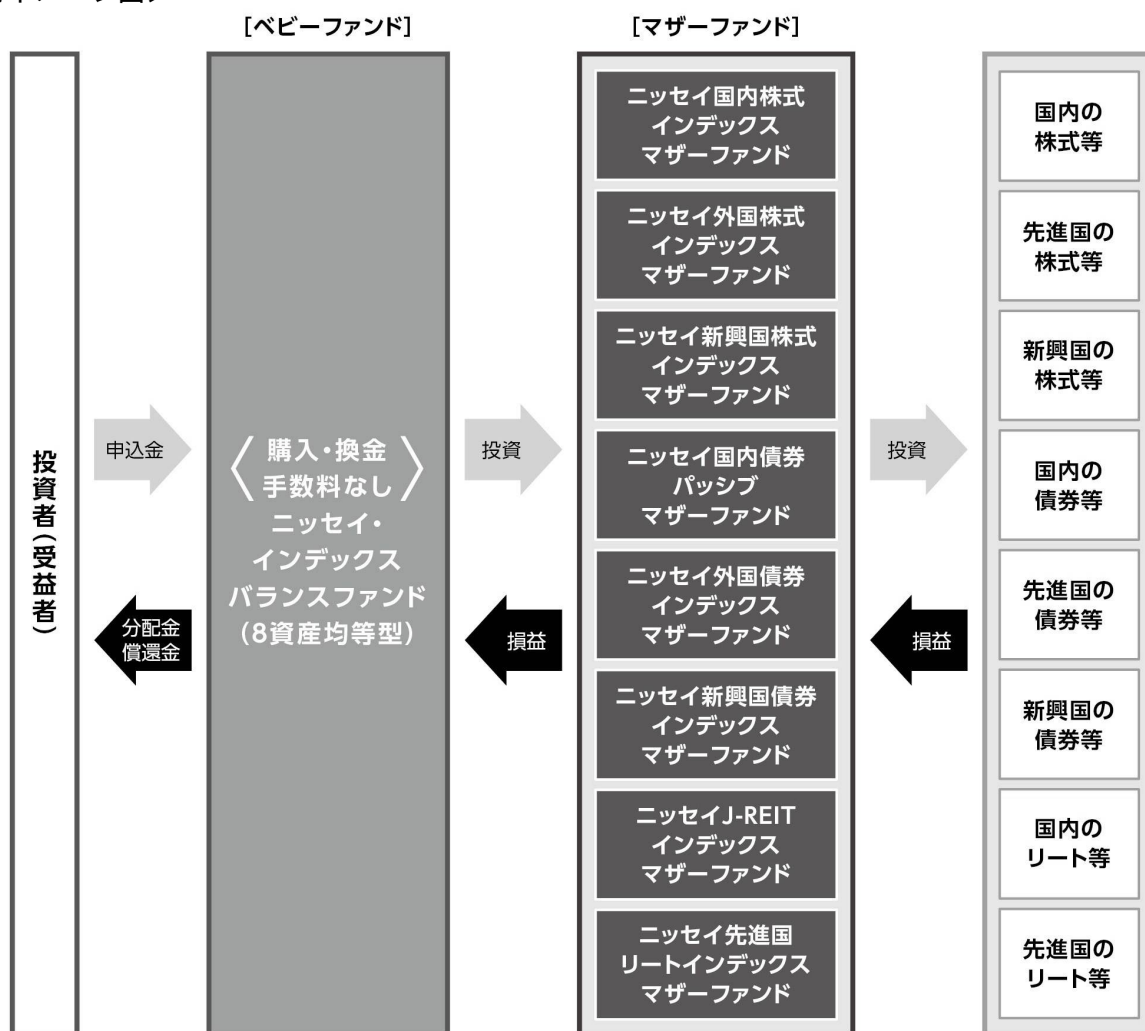 [ベビーファンド]
[マザーファンド]
投資者(受益者)
申込金
分配金
償還金
〈購入・換金
手数料なし〉
ニッセイ・
インデックス
バランスファンド
(8資産均等型)
投資
損益
ニッセイ国内株式
インデックス
マザーファンド
ニッセイ外国株式
インデックス
マザーファンド
ニッセイ新興国株式
インデックス
マザーファンド
ニッセイ国内債券
パッシブ
マザーファンド
ニッセイ外国債券
インデックス
マザーファンド
ニッセイ新興国債券
インデックス
マザーファンド
ニッセイJ-REIT
インデックス
マザーファンド
ニッセイ先進国
リートインデックス
マザーファンド
投資
損益
国内の
株式等
先進国の
株式等
新興国の
株式等
国内の
債券等
先進国の
債券等
新興国の
債券等
国内の
リート等
先進国の
リート等